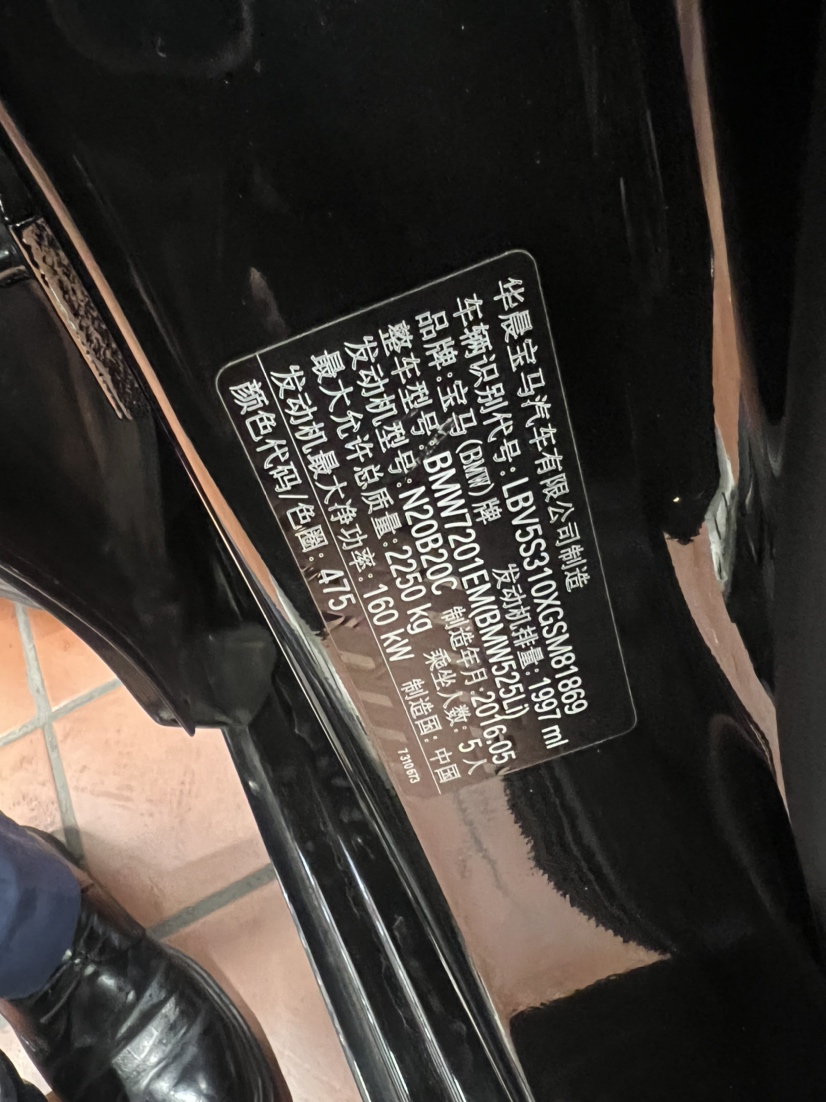 华晨宝马汽车有限公司制造
车辆识别代号: LBV5S310XGSM81869
品牌: 宝马(BMW)牌 发动机排量: 1997 ml
整车型号: BMW7201EM(BMW525Li)
发动机型号: N20B20C 制造年月: 2016.05
最大允许总质量: 2250 kg 乘坐人数: 5人
发动机最大净功率: 160 kW 制造国: 中国
颜色代码/色圈: 475
7 310 673